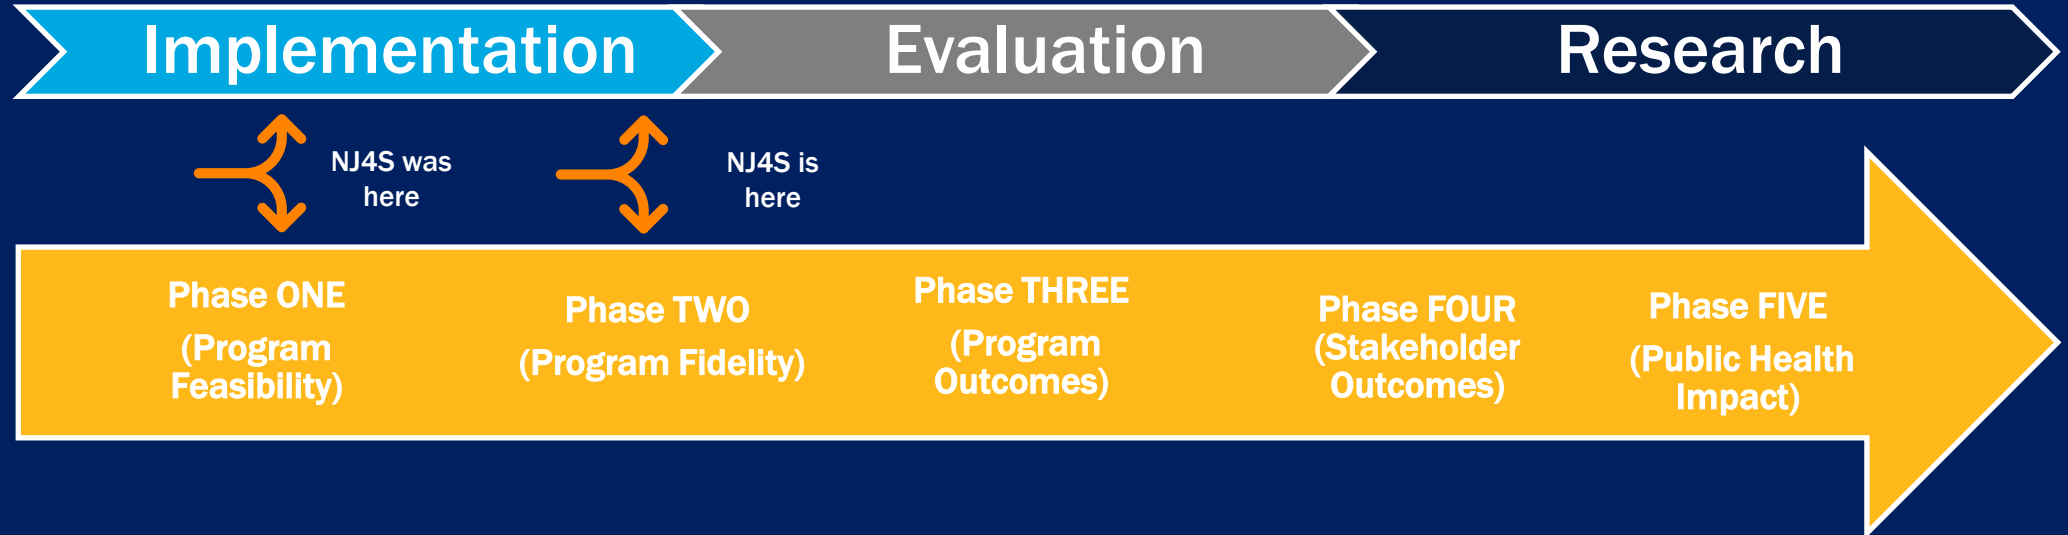 Implementation
Evaluation
Research
NJ4S was
here
NJ4S is
here
Phase ONE
(Program
Feasibility)
Phase TWO
(Program Fidelity)
Phase THREE
(Program
Outcomes)
Phase FOUR
(Stakeholder
Outcomes)
Phase FIVE
(Public Health
Impact)